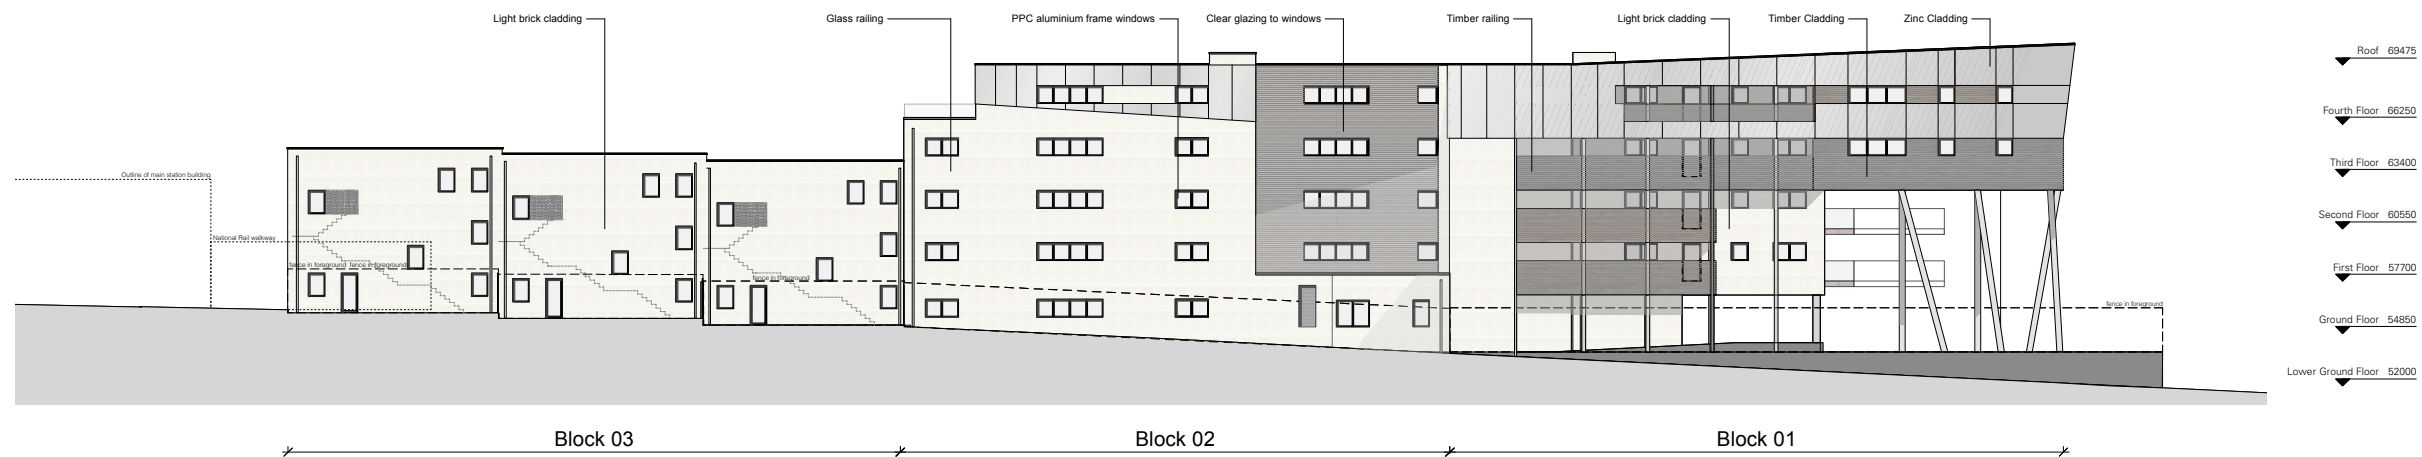 Light brick cladding
Glass railing
PPC aluminium frame windows
Clear glazing to windows
Timber railing
Light brick cladding
Timber Cladding
Zinc Cladding
Roof 69475
Fourth Floor 66250
Third Floor 63400
Second Floor 60550
First Floor 57700
Ground Floor 54850
Lower Ground Floor 52000
Outline of main station building
National Rail walkway
fence in foreground
fence in foreground
fence in foreground
fence in foreground
Block 03
Block 02
Block 01